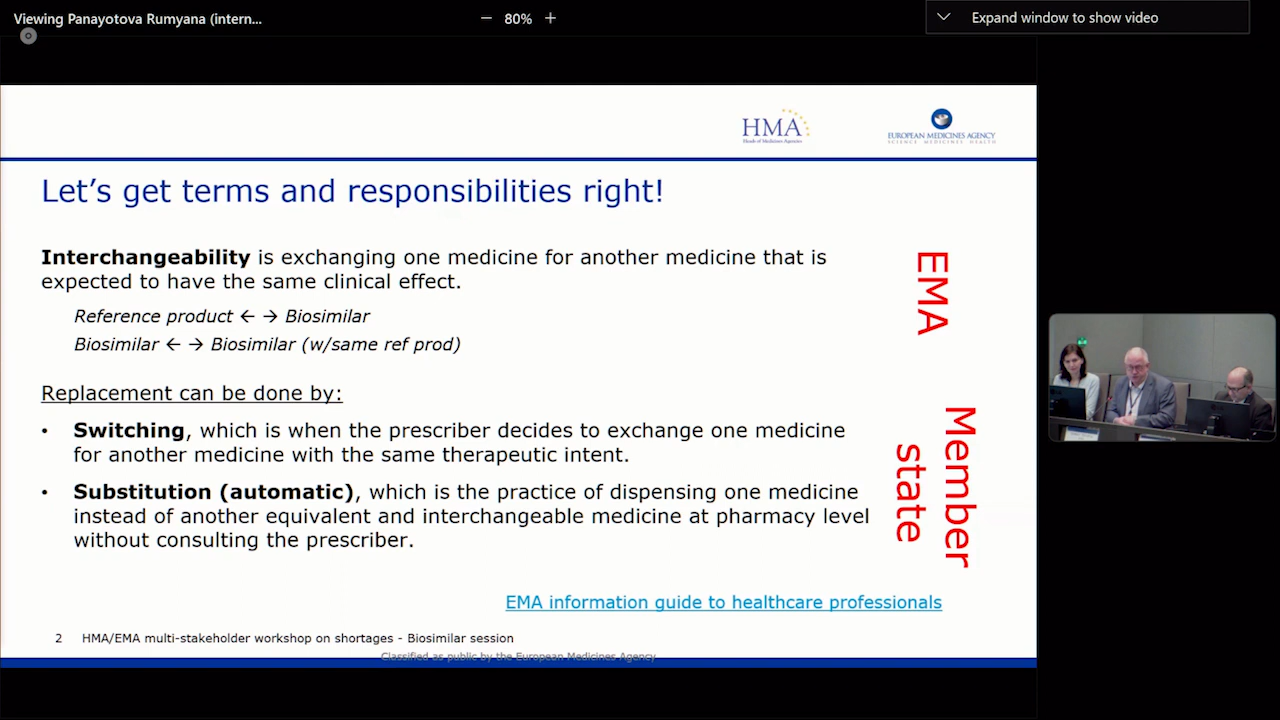 Viewing Panayotova Rumyana (intern...
80%
Expand window to show video
HMA
Heads of Medicines Agencies
EUROPEAN MEDICINES AGENCY
SCIENCE MEDICINES HEALTH
Let’s get terms and responsibilities right!
Interchangeability is exchanging one medicine for another medicine that is
expected to have the same clinical effect.
Reference product ← → Biosimilar
Biosimilar ← → Biosimilar (w/same ref prod)
EMA
Replacement can be done by:
• Switching, which is when the prescriber decides to exchange one medicine
for another medicine with the same therapeutic intent.
• Substitution (automatic), which is the practice of dispensing one medicine
instead of another equivalent and interchangeable medicine at pharmacy level
without consulting the prescriber.
Member
state
EMA information guide to healthcare professionals
2 HMA/EMA multi-stakeholder workshop on shortages - Biosimilar session
Classified as public by the European Medicines Agency